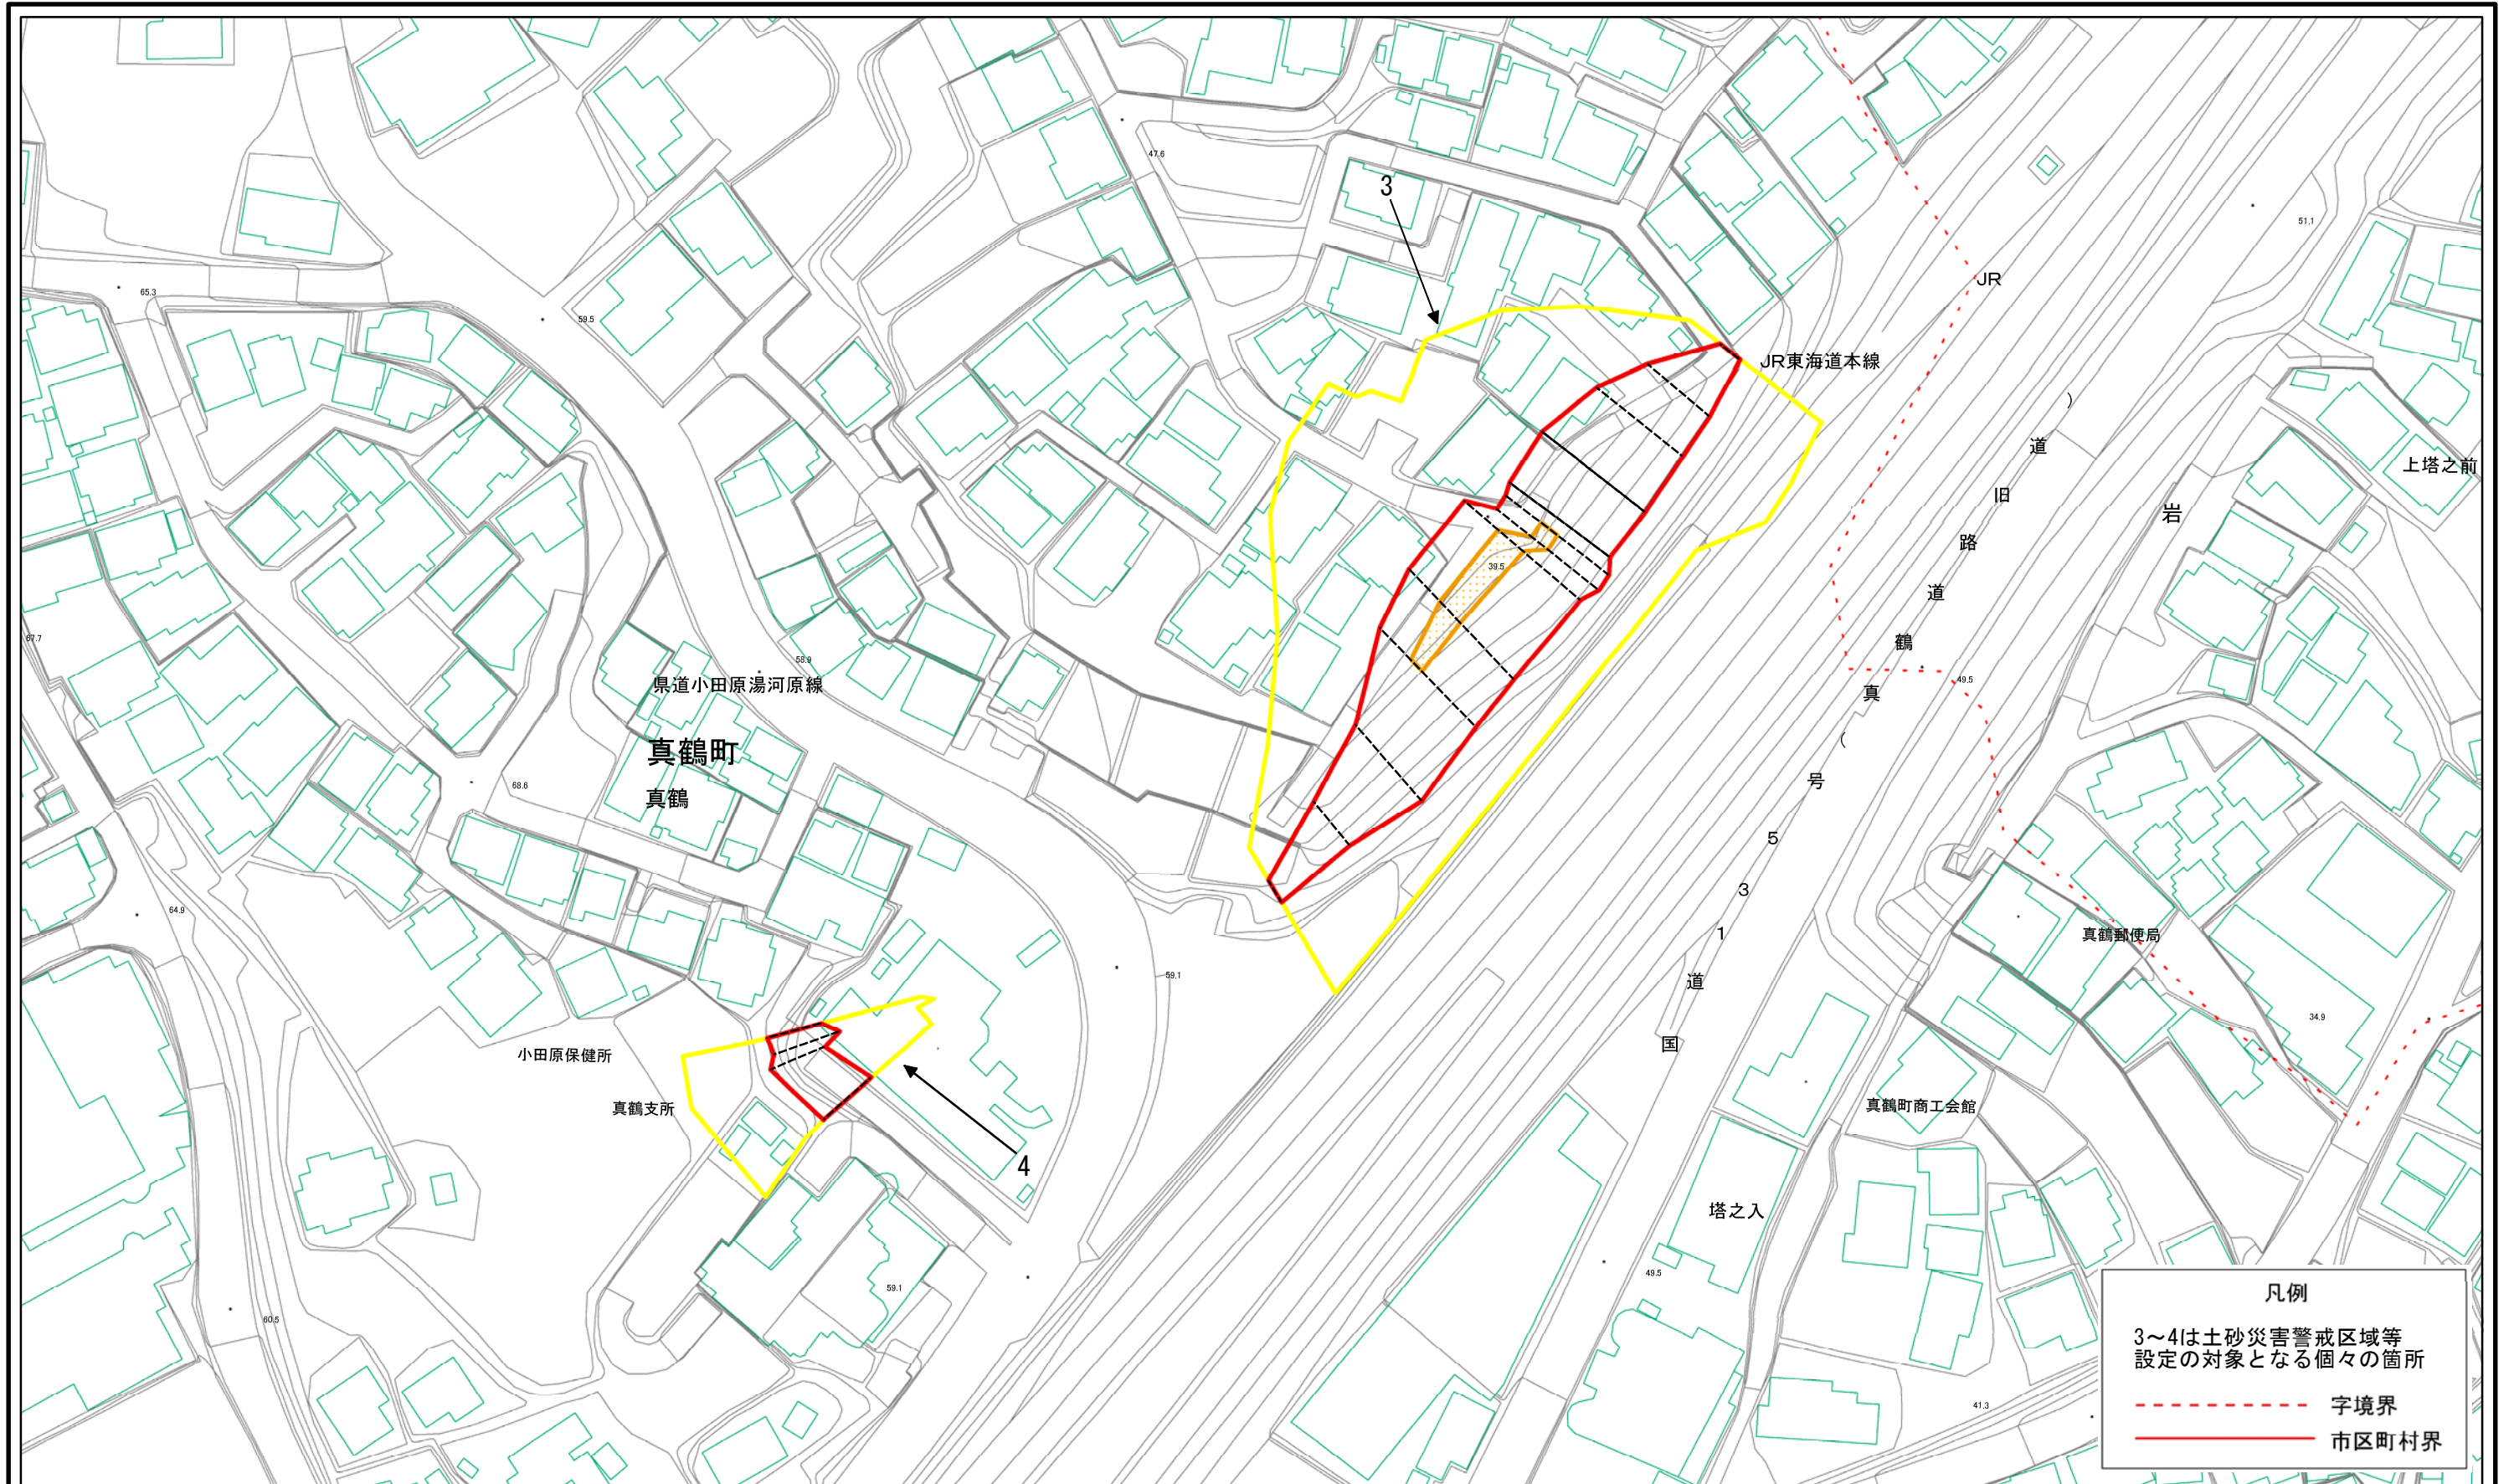 47.6
3
51.1
JR
65.3
59.5
JR東海道本線
上塔之前
岩
39.5
67.7
58.9
県道小田原湯河原線
49.5
真鶴町
真鶴
68.6
国道135号(真鶴道路旧道)
64.9
真鶴郵便局
59.1
34.9
小田原保健所
真鶴支所
真鶴町商工会館
4
塔之入
49.5
59.1
60.5
41.3
凡例
3～4は土砂災害警戒区域等
設定の対象となる個々の箇所
字境界
市区町村界